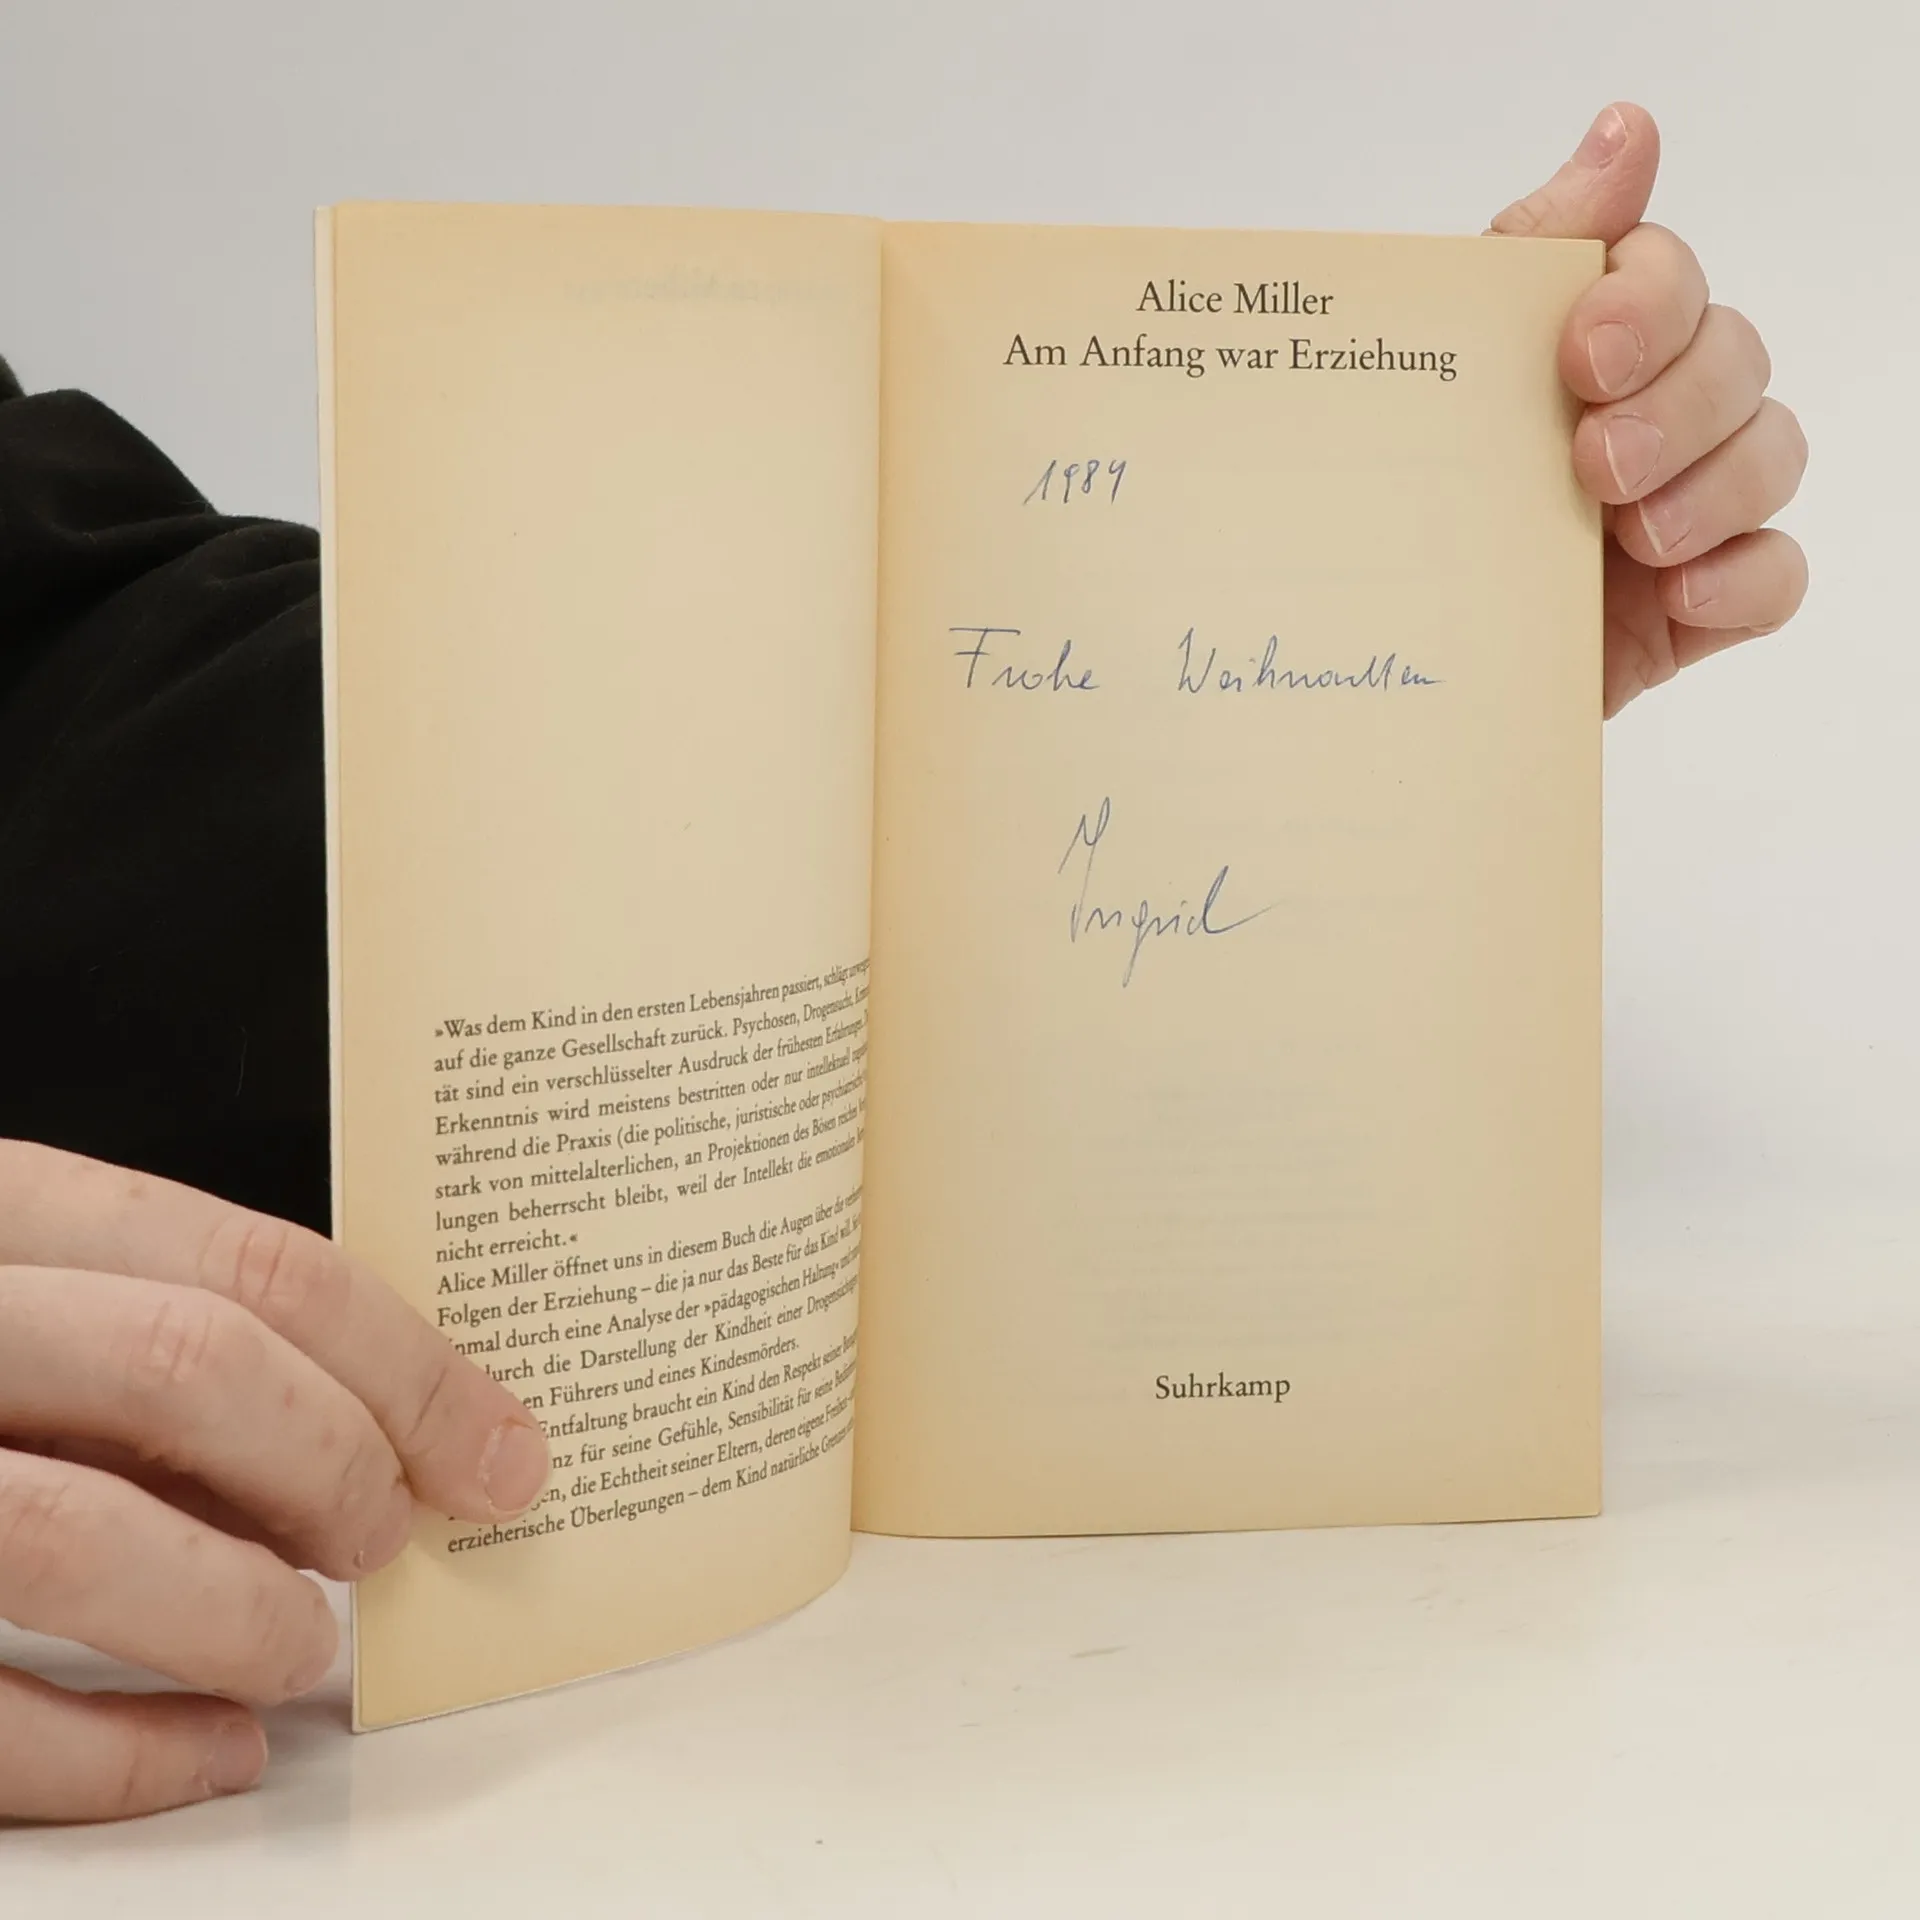 »Was dem Kind in den ersten Lebensjahren passiert, schlägt
auf die ganze Gesellschaft zurück. Psychosen, Drogensucht,
tät sind ein verschlüsselter Ausdruck der frühesten Erfahrungen.
Erkenntnis wird meistens bestritten oder nur intellektuell
während die Praxis (die politische, juristische oder psychiatrische)
stark von mittelalterlichen, an Projektionen des Bösen reichen
lungen beherrscht bleibt, weil der Intellekt die emotionalen
nicht erreicht.«
Alice Miller öffnet uns in diesem Buch die Augen über die
Folgen der Erziehung – die ja nur das Beste für das Kind will.
nmal durch eine Analyse der »pädagogischen Haltung« und
urch die Darstellung der Kindheit einer Drogensüchtigen
en Führers und eines Kindesmörders.
Entfaltung braucht ein Kind den Respekt seiner
nz für seine Gefühle, Sensibilität für seine
en, die Echtheit seiner Eltern, deren eigene Freiheit
erzieherische Überlegungen – dem Kind natürliche Grenzen
Alice Miller
Am Anfang war Erziehung
1984
Frohe Weihnachten
Ingrid
Suhrkamp